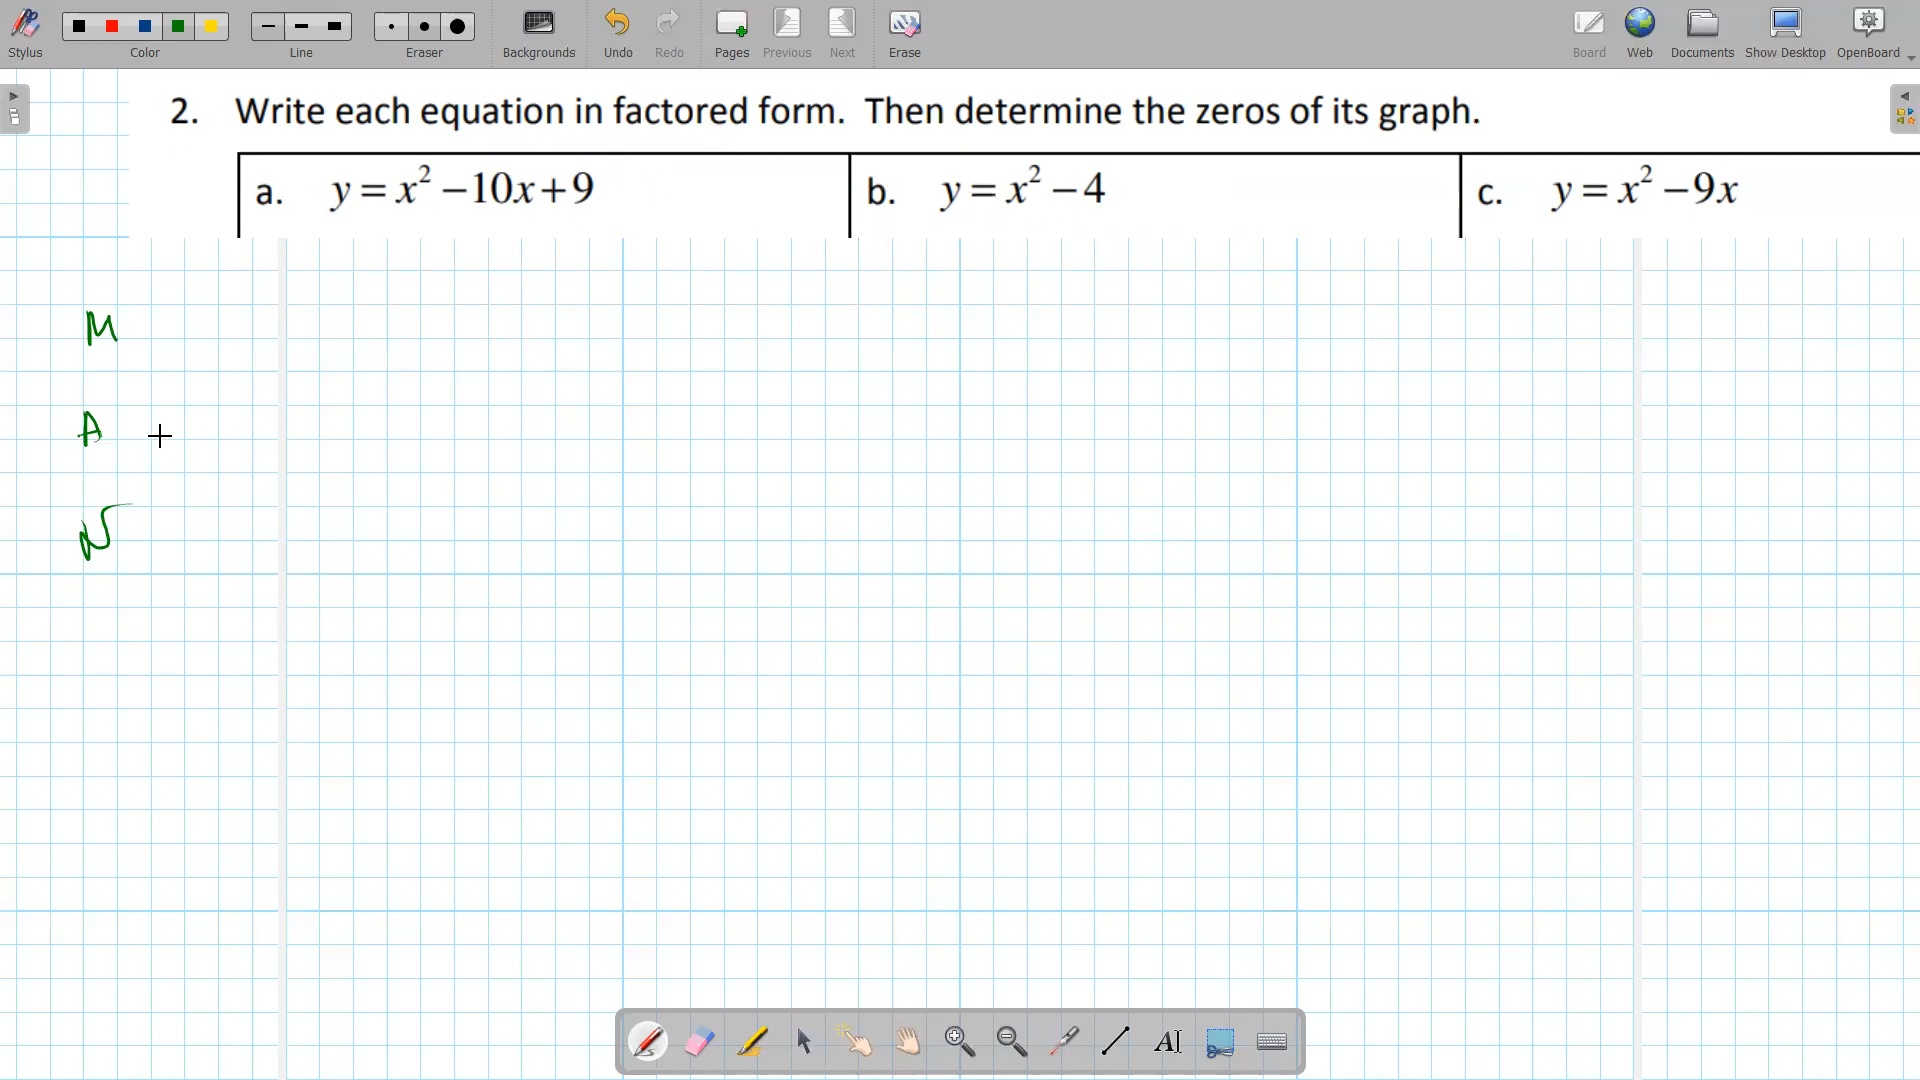 Stylus Color Line Eraser Backgrounds Undo Redo Pages Previous Next Erase Board Web Documents Show Desktop OpenBoard
2. Write each equation in factored form. Then determine the zeros of its graph.
a. y = x² − 10x + 9 b. y = x² − 4 c. y = x² − 9x
M
A
N